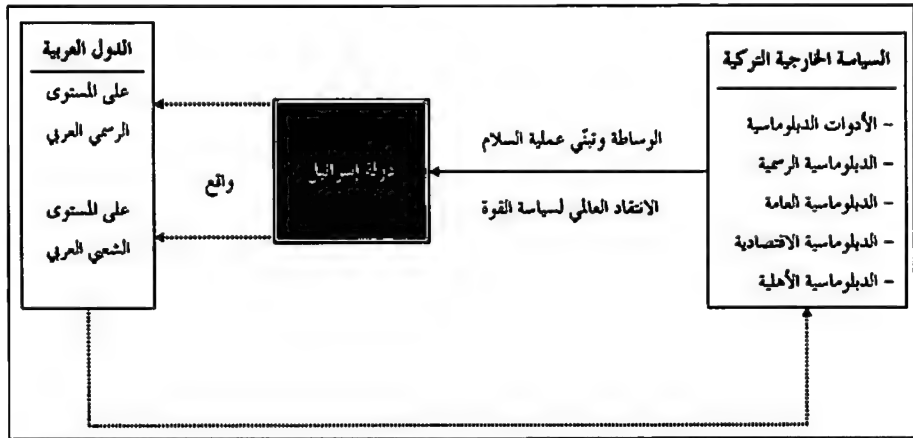 السياسة الخارجية التركية
- الأدوات الدبلوماسية
- الدبلوماسية الرسمية
- الدبلوماسية العامة
- الدبلوماسية الاقتصادية
- الدبلوماسية الأهلية
الوساطة وتبنّي عملية السلام
الانتقاد العالمي لسياسة القوة
دولة إسرائيل
واقع
الدول العربية
على المستوى
الرسمي العربي
على المستوى
الشعبي العربي